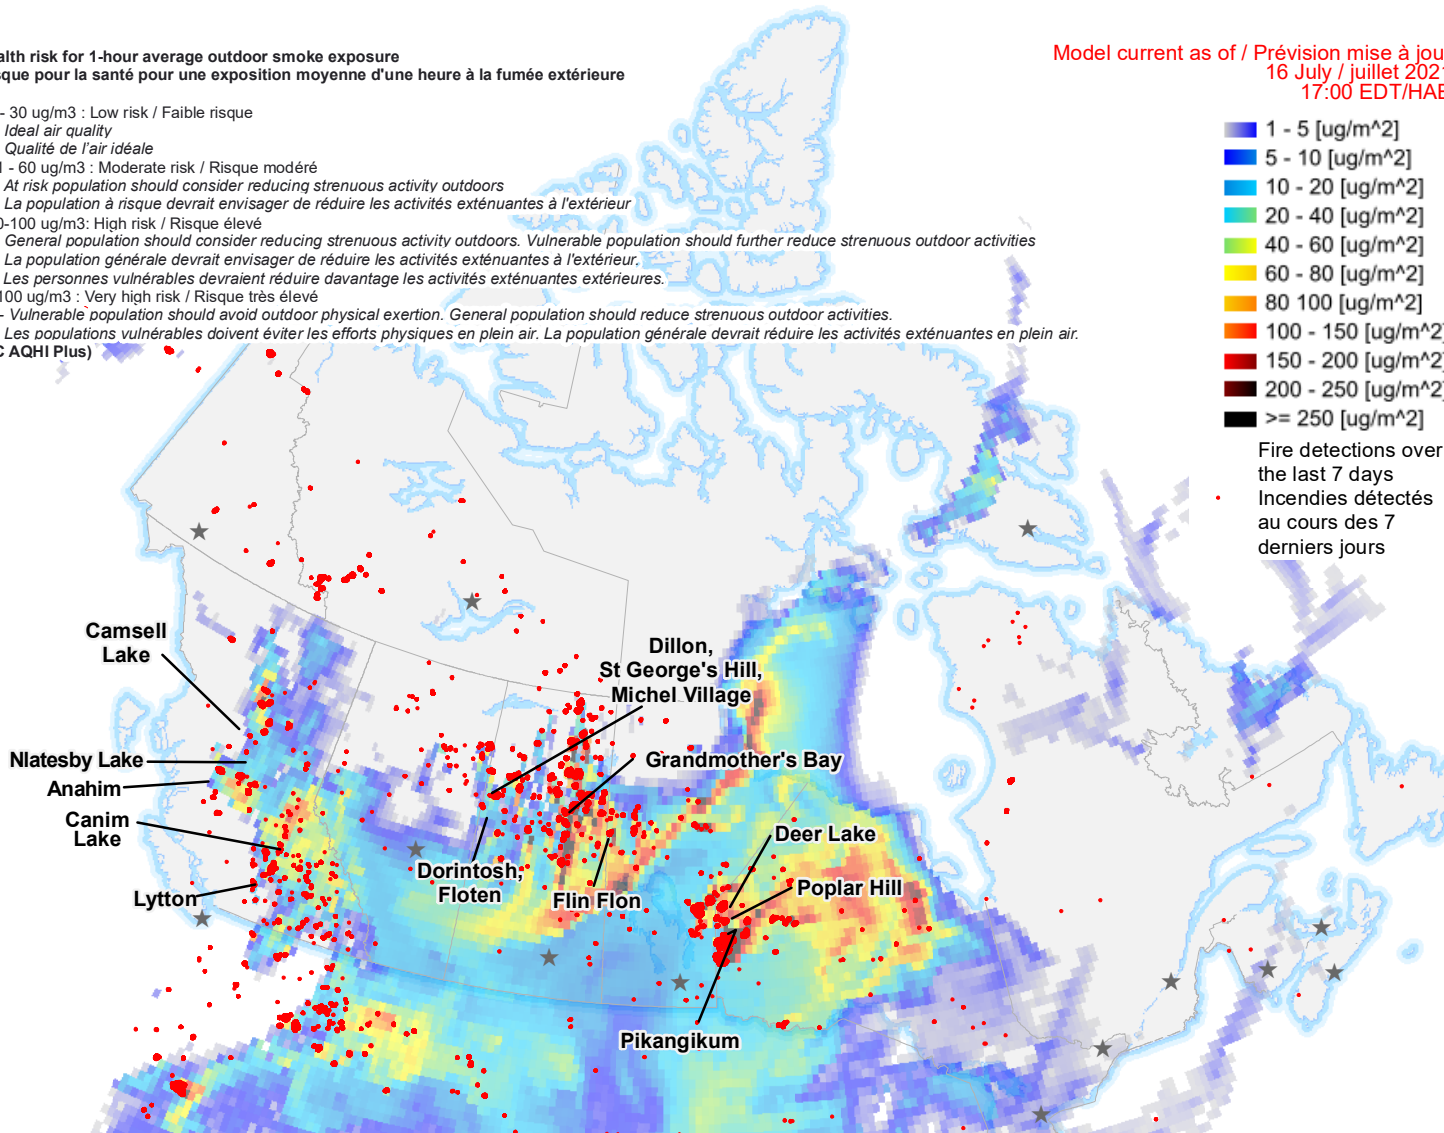 alth risk for 1-hour average outdoor smoke exposure
que pour la santé pour une exposition moyenne d'une heure à la fumée extérieure
- 30 ug/m3 : Low risk / Faible risque
Ideal air quality
Qualité de l'air idéale
- 60 ug/m3 : Moderate risk / Risque modéré
At risk population should consider reducing strenuous activity outdoors
La population à risque devrait envisager de réduire les activités exténuantes à l'extérieur
0-100 ug/m3: High risk / Risque élevé
General population should consider reducing strenuous activity outdoors. Vulnerable population should further reduce strenuous outdoor activities
La population générale devrait envisager de réduire les activités exténuantes à l'extérieur.
Les personnes vulnérables devraient réduire davantage les activités exténuantes extérieures.
100 ug/m3 : Very high risk / Risque très élevé
- Vulnerable population should avoid outdoor physical exertion. General population should reduce strenuous outdoor activities.
Les populations vulnérables doivent éviter les efforts physiques en plein air. La population générale devrait réduire les activités exténuantes en plein air.
C AQHI Plus)
Model current as of / Prévision mise à jou
16 July / juillet 2021
17:00 EDT/HAE
1 - 5 [ug/m^2]
5 - 10 [ug/m^2]
10 - 20 [ug/m^2]
20 - 40 [ug/m^2]
40 - 60 [ug/m^2]
60 - 80 [ug/m^2]
80 100 [ug/m^2]
100 - 150 [ug/m^2]
150 - 200 [ug/m^2]
200 - 250 [ug/m^2]
>= 250 [ug/m^2]
Fire detections over
the last 7 days
Incendies détectés
au cours des 7
derniers jours
Camsell
Lake
Dillon,
St George's Hill,
Michel Village
Nlatesby Lake
Grandmother's Bay
Anahim
Canim
Lake
Deer Lake
Dorintosh,
Floten
Poplar Hill
Lytton
Flin Flon
Pikangikum